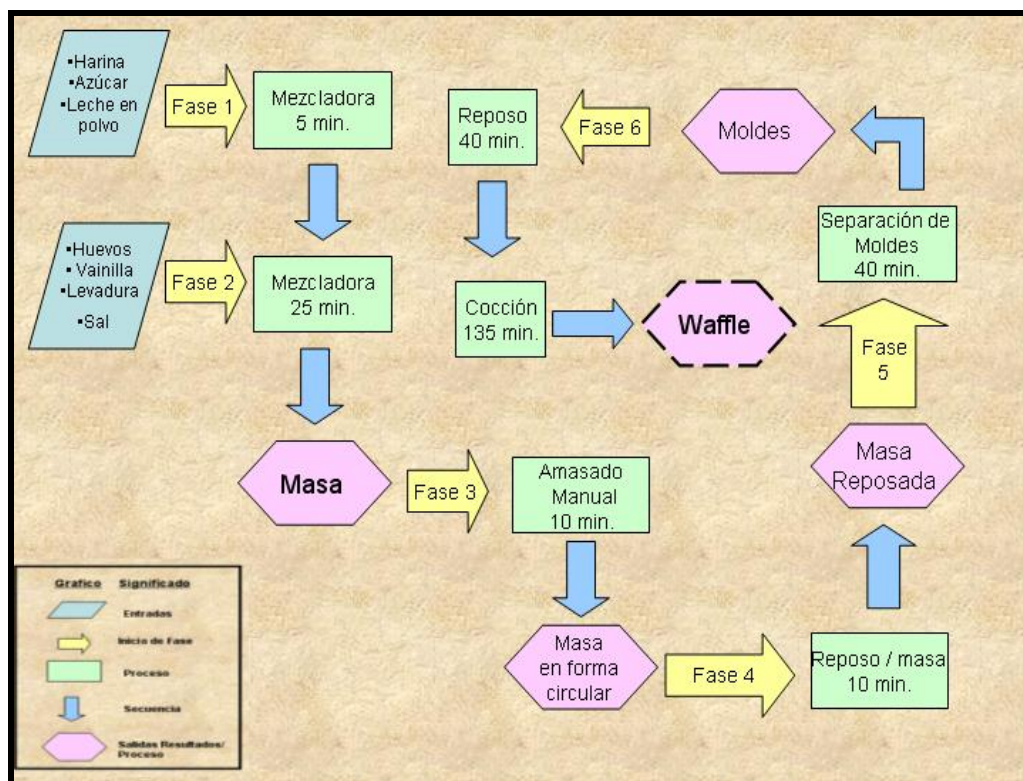 •Harina
•Azúcar
•Leche en
polvo
Fase 1
Mezcladora
5 min.
•Huevos
• Vainilla
•Levadura
•Sal
Fase 2
Mezcladora
25 min.
Masa
Fase 3
Amasado
Manual
10 min.
Masa
en forma
circular
Fase 4
Reposo / masa
10 min.
Masa
Reposada
Fase
5
Separación de
Moldes
40 min.
Moldes
Fase 6
Reposo
40 min.
Cocción
135 min.
Waffle
Grafico Significado
Entradas
Inicio de Fase
Proceso
Secuencia
Salidas Resultados/
Proceso